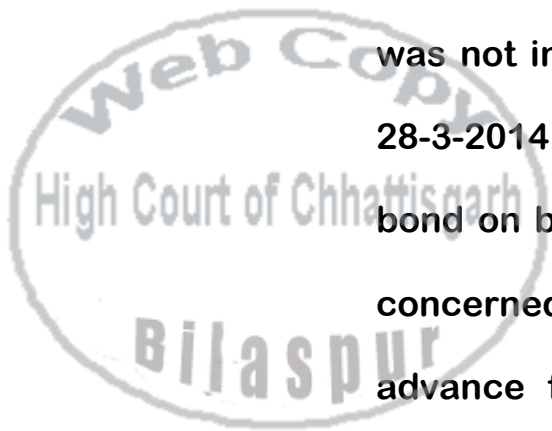 Web Copy
High Court of Chhattisgarh
Bilaspur
was not in
28-3-2014
bond on b
concerned
advance f